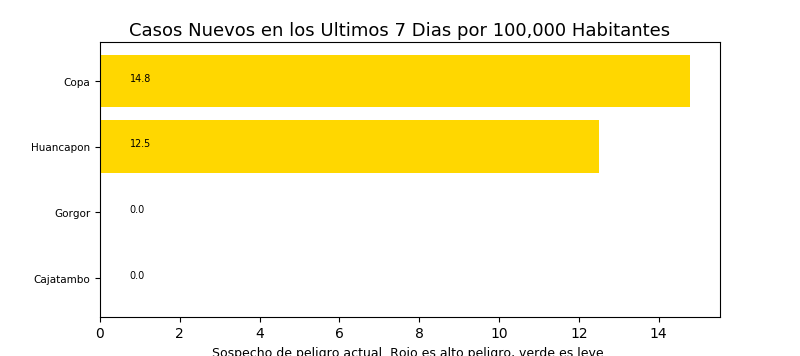 Casos Nuevos en los Ultimos 7 Dias por 100,000 Habitantes
Copa
14.8
Huancapon
12.5
Gorgor
0.0
Cajatambo
0.0
0 2 4 6 8 10 12 14
Sospecho de peligro actual. Rojo es alto peligro, verde es leve